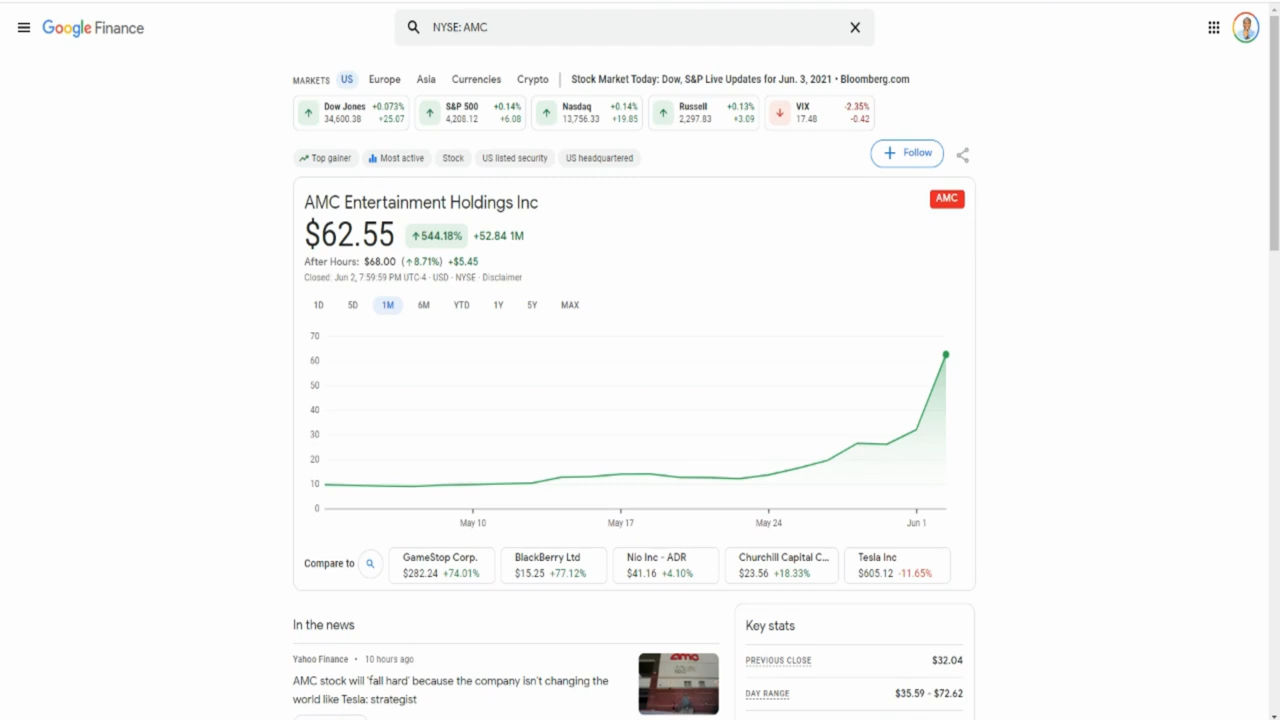 Google Finance
NYSE: AMC
MARKETS US Europe Asia Currencies Crypto Stock Market Today: Dow, S&P Live Updates for Jun. 3, 2021 • Bloomberg.com
Dow Jones +0.073% S&P 500 +0.14% Nasdaq +0.14% Russell +0.13% VIX -2.35%
34,600.38 +25.07 4,208.12 +6.08 13,756.33 +19.85 2,297.83 +3.09 17.48 -0.42
Top gainer Most active Stock US listed security US headquartered
+ Follow
AMC Entertainment Holdings Inc
AMC
$62.55 ↑544.18% +52.84 1M
After Hours: $68.00 (↑8.71%) +$5.45
Closed: Jun 2, 7:59:59 PM UTC-4 · USD · NYSE · Disclaimer
1D 5D 1M 6M YTD 1Y 5Y MAX
70
60
50
40
30
20
10
0
May 10 May 17 May 24 Jun 1
Compare to
GameStop Corp. BlackBerry Ltd Nio Inc - ADR Churchill Capital C... Tesla Inc
$282.24 +74.01% $15.25 +77.12% $41.16 +4.10% $23.56 +18.33% $605.12 -11.65%
In the news
Yahoo Finance • 10 hours ago
AMC stock will 'fall hard' because the company isn't changing the
world like Tesla: strategist
amc
Key stats
PREVIOUS CLOSE $32.04
DAY RANGE $35.59 - $72.62